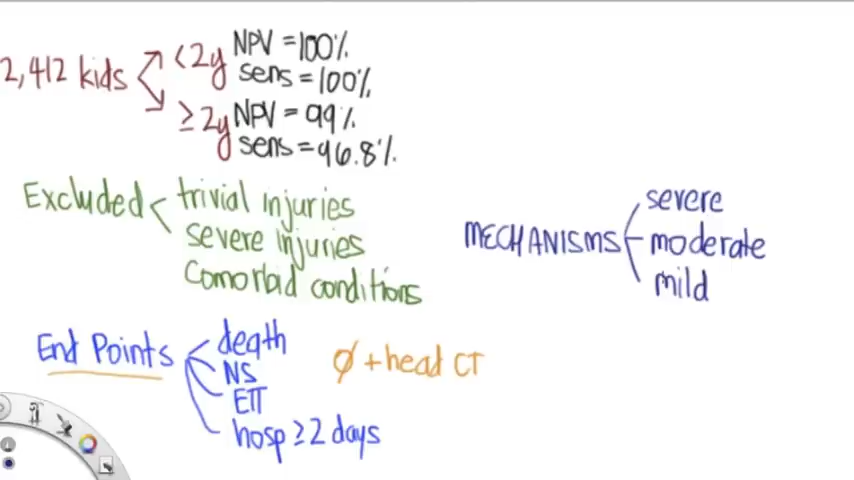 2,412 kids
<2y
NPV = 100%
sens = 100%
≥2y
NPV = 99%
sens = 96.8%
Excluded
trivial injuries
severe injuries
Comorbid conditions
MECHANISMS
severe
moderate
mild
End Points
death
NS
ETT
hosp ≥2 days
Ø + head CT